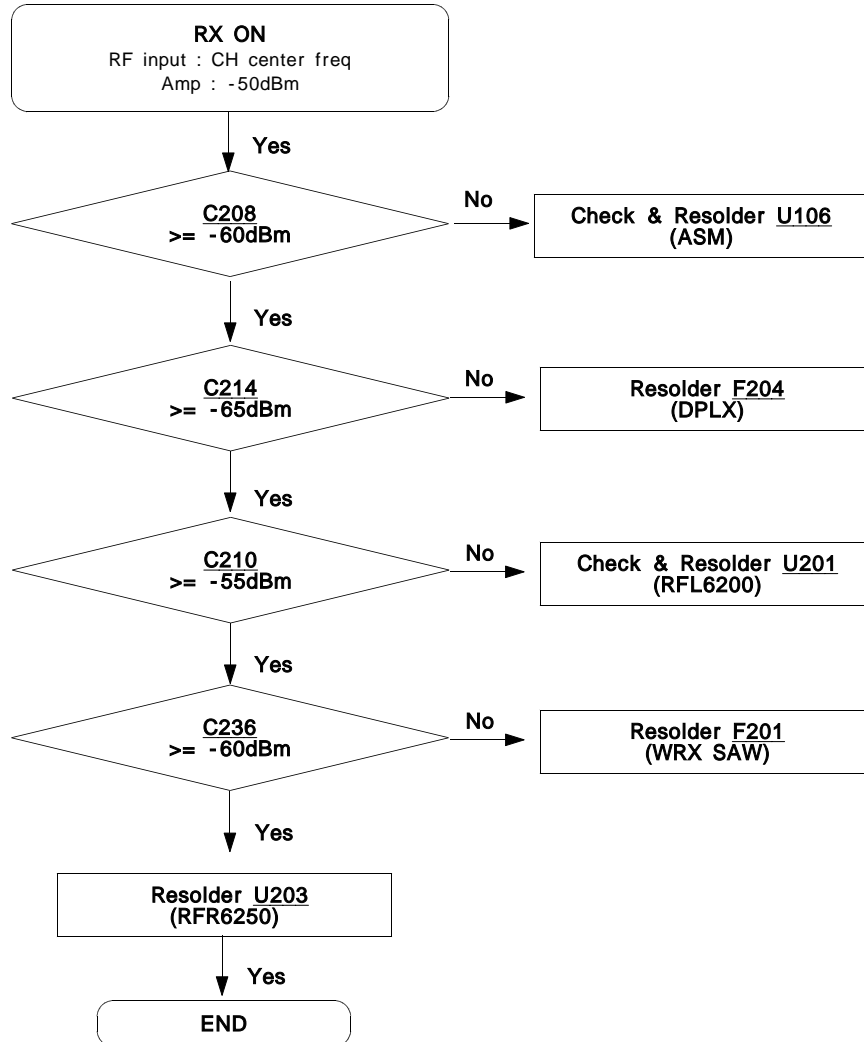 RX ON
RF input : CH center freq
Amp : -50dBm
Yes
C208
>= -60dBm
No
Check & Resolder U106
(ASM)
Yes
C214
>= -65dBm
No
Resolder F204
(DPLX)
Yes
C210
>= -55dBm
No
Check & Resolder U201
(RFL6200)
Yes
C236
>= -60dBm
No
Resolder F201
(WRX SAW)
Yes
Resolder U203
(RFR6250)
Yes
END